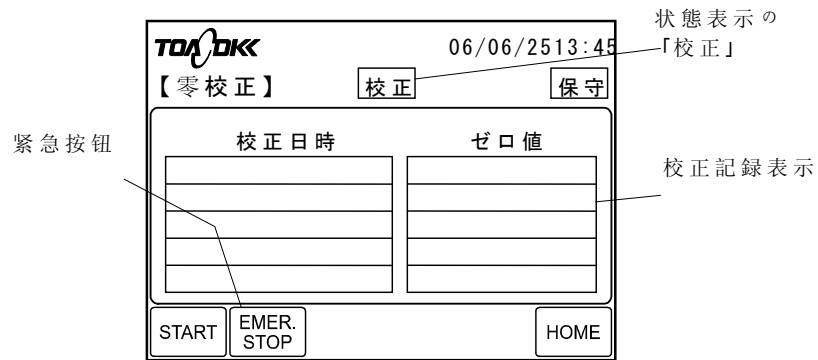 状態表示の
「校正」
TOADKK
06/06/2513:45
【零校正】
校正
保守
緊急按钮
校正日時
ゼロ値
校正記録表示
START
EMER.
STOP
HOME